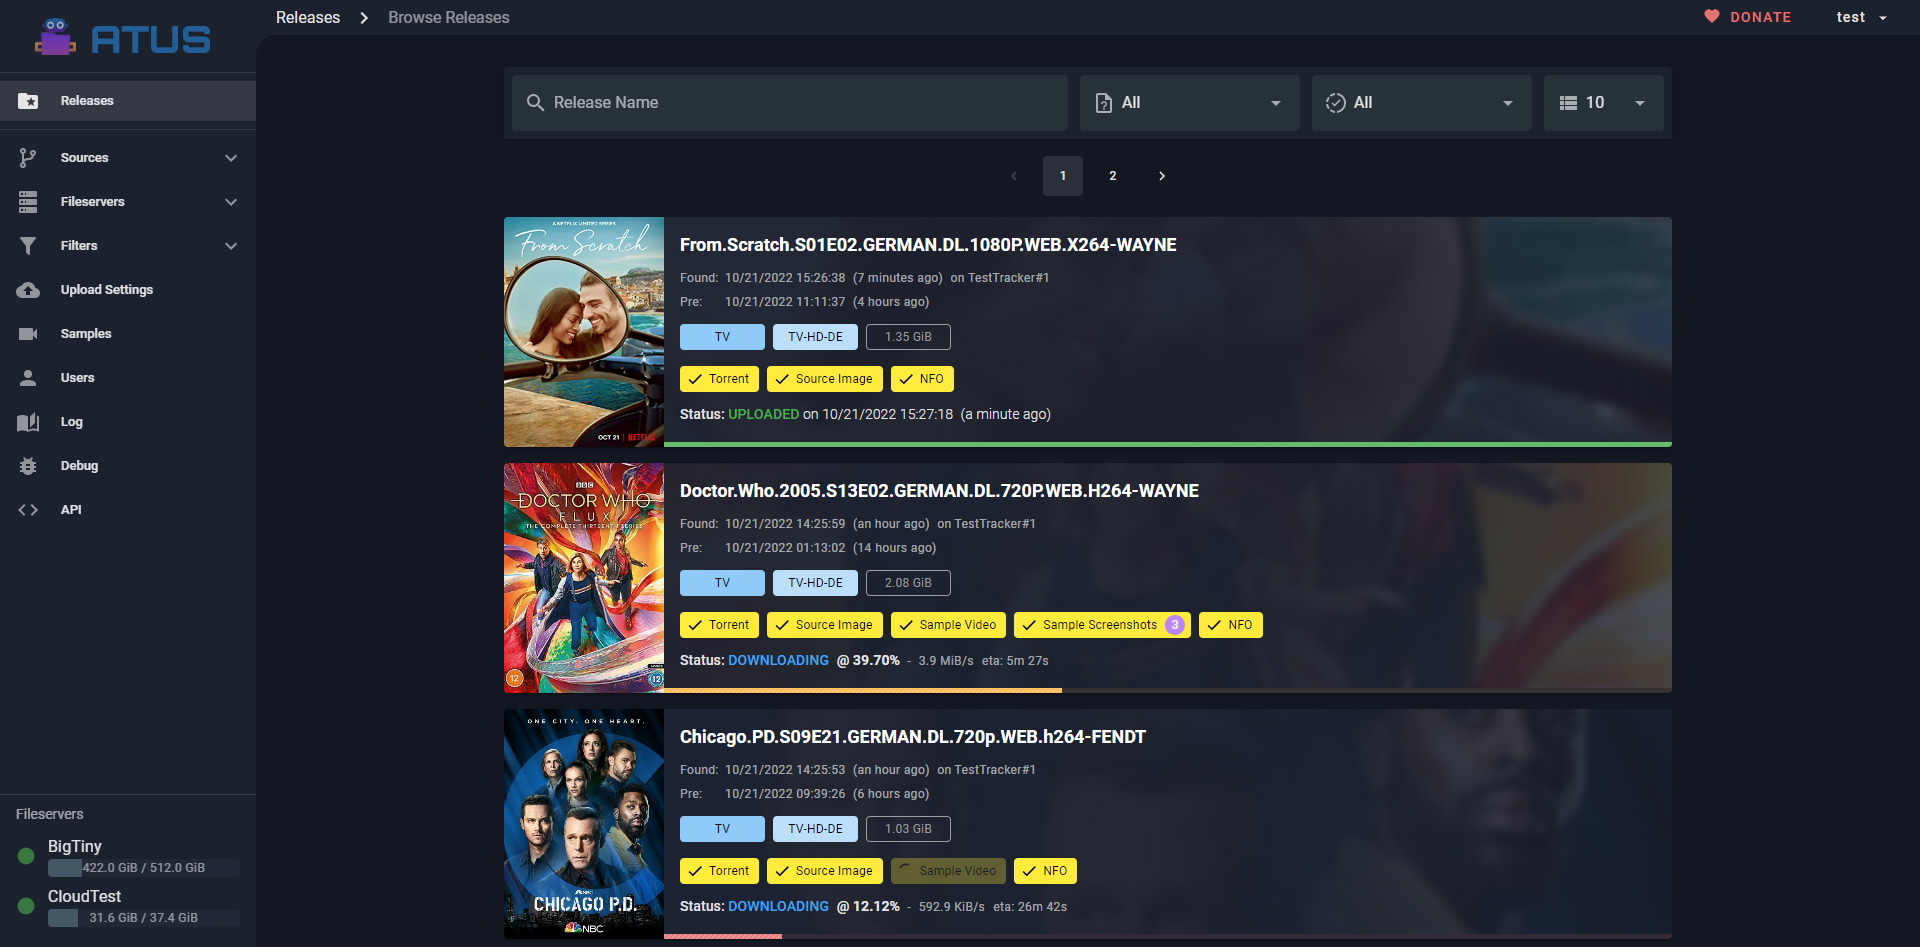 ATUS
Releases > Browse Releases
DONATE
test
Releases
Sources
Fileservers
Filters
Upload Settings
Samples
Users
Log
Debug
API
Fileservers
BigTiny
422.0 GiB / 512.0 GiB
CloudTest
31.6 GiB / 37.4 GiB
Release Name
All
All
10
1 2
A NETFLIX LIMITED SERIES
From Scratch
OCT 21 | NETFLIX
From.Scratch.S01E02.GERMAN.DL.1080P.WEB.X264-WAYNE
Found: 10/21/2022 15:26:38 (7 minutes ago) on TestTracker#1
Pre: 10/21/2022 11:11:37 (4 hours ago)
TV TV-HD-DE 1.35 GiB
Torrent Source Image NFO
Status: UPLOADED on 10/21/2022 15:27:18 (a minute ago)
BBC
DOCTOR WHO
FLUX
THE COMPLETE THIRTEENTH SERIES
12
12
Doctor.Who.2005.S13E02.GERMAN.DL.720P.WEB.H264-WAYNE
Found: 10/21/2022 14:25:59 (an hour ago) on TestTracker#1
Pre: 10/21/2022 01:13:02 (14 hours ago)
TV TV-HD-DE 2.08 GiB
Torrent Source Image Sample Video Sample Screenshots 3 NFO
Status: DOWNLOADING @ 39.70% - 3.9 MiB/s eta: 5m 27s
ONE CITY. ONE HEART.
CHICAGO P.D.
NBC
Chicago.PD.S09E21.GERMAN.DL.720p.WEB.h264-FENDT
Found: 10/21/2022 14:25:53 (an hour ago) on TestTracker#1
Pre: 10/21/2022 09:39:26 (6 hours ago)
TV TV-HD-DE 1.03 GiB
Torrent Source Image Sample Video NFO
Status: DOWNLOADING @ 12.12% - 592.9 KiB/s eta: 26m 42s